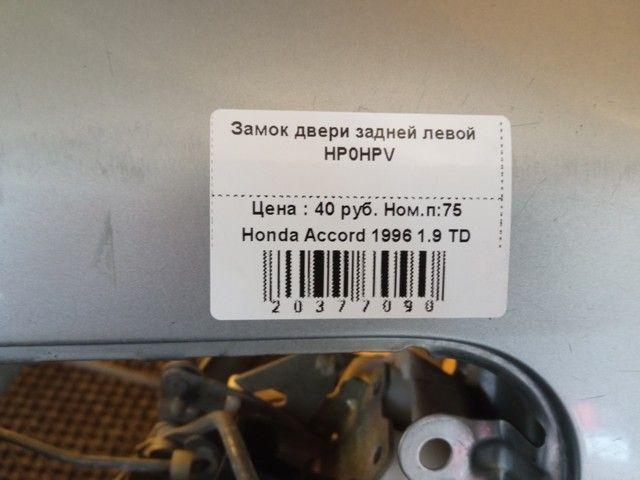 Замок двери задней левой
HP0HPV
Цена : 40 руб. Ном.п:75
Honda Accord 1996 1.9 TD
20377090